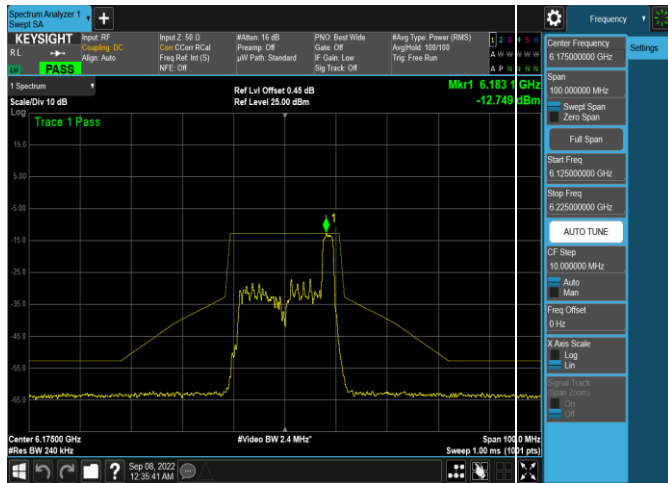 Spectrum Analyzer 1
Swept SA
KEYSIGHT
RL
LXI
PASS
Input: RF
Coupling: DC
Align: Auto
Input Z: 50 Ω
Corr CCorr RCal
Freq Ref: Int (S)
NFE: Off
#Atten: 16 dB
Preamp: Off
µW Path: Standard
PNO: Best Wide
Gate: Off
IF Gain: Low
Sig Track: Off
#Avg Type: Power (RMS)
Avg|Hold: 100/100
Trig: Free Run
1 2 3 4 5 6
A W W W W W
A P N N N N
1 Spectrum
Scale/Div 10 dB
Ref Lvl Offset 0.45 dB
Ref Level 25.00 dBm
Mkr1 6.183 1 GHz
-12.749 dBm
Log
Trace 1 Pass
15.0
5.00
-5.00
-15.0
-25.0
-35.0
-45.0
-55.0
-65.0
1
Center 6.17500 GHz
#Res BW 240 kHz
#Video BW 2.4 MHz*
Span 100.0 MHz
Sweep 1.00 ms (1001 pts)
?
Sep 08, 2022
12:35:41 AM
Frequency
Settings
Center Frequency
6.175000000 GHz
Span
100.000000 MHz
Swept Span
Zero Span
Full Span
Start Freq
6.125000000 GHz
Stop Freq
6.225000000 GHz
AUTO TUNE
CF Step
10.000000 MHz
Auto
Man
Freq Offset
0 Hz
X Axis Scale
Log
Lin
Signal Track
(Span Zoom)
On
Off